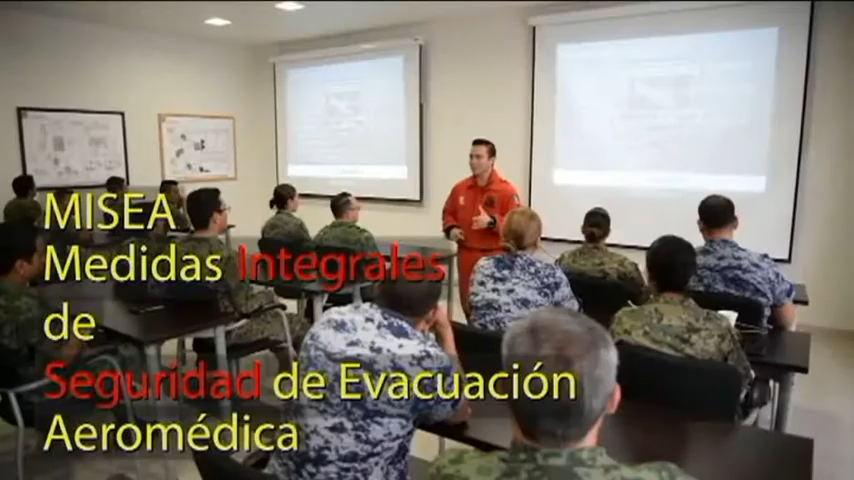 MISEA
Medidas Integrales
de
Seguridad de Evacuación
Aeromédica